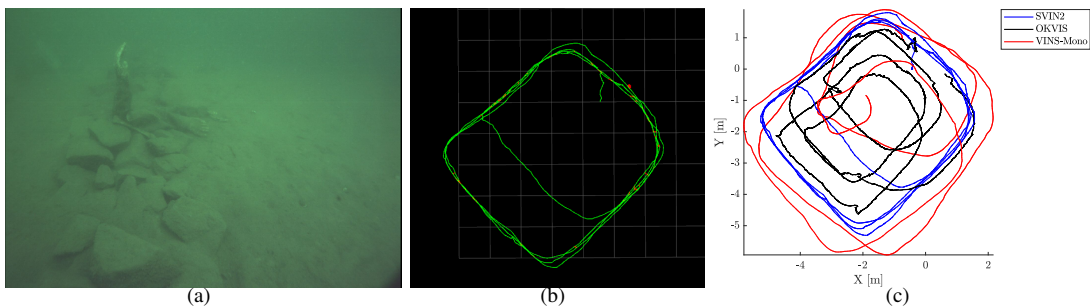 SVIN2
OKVIS
VINS-Mono
1
0
-1
-2
-3
-4
-5
Y [m]
-4
-2
0
2
X [m]
(a)
(b)
(c)